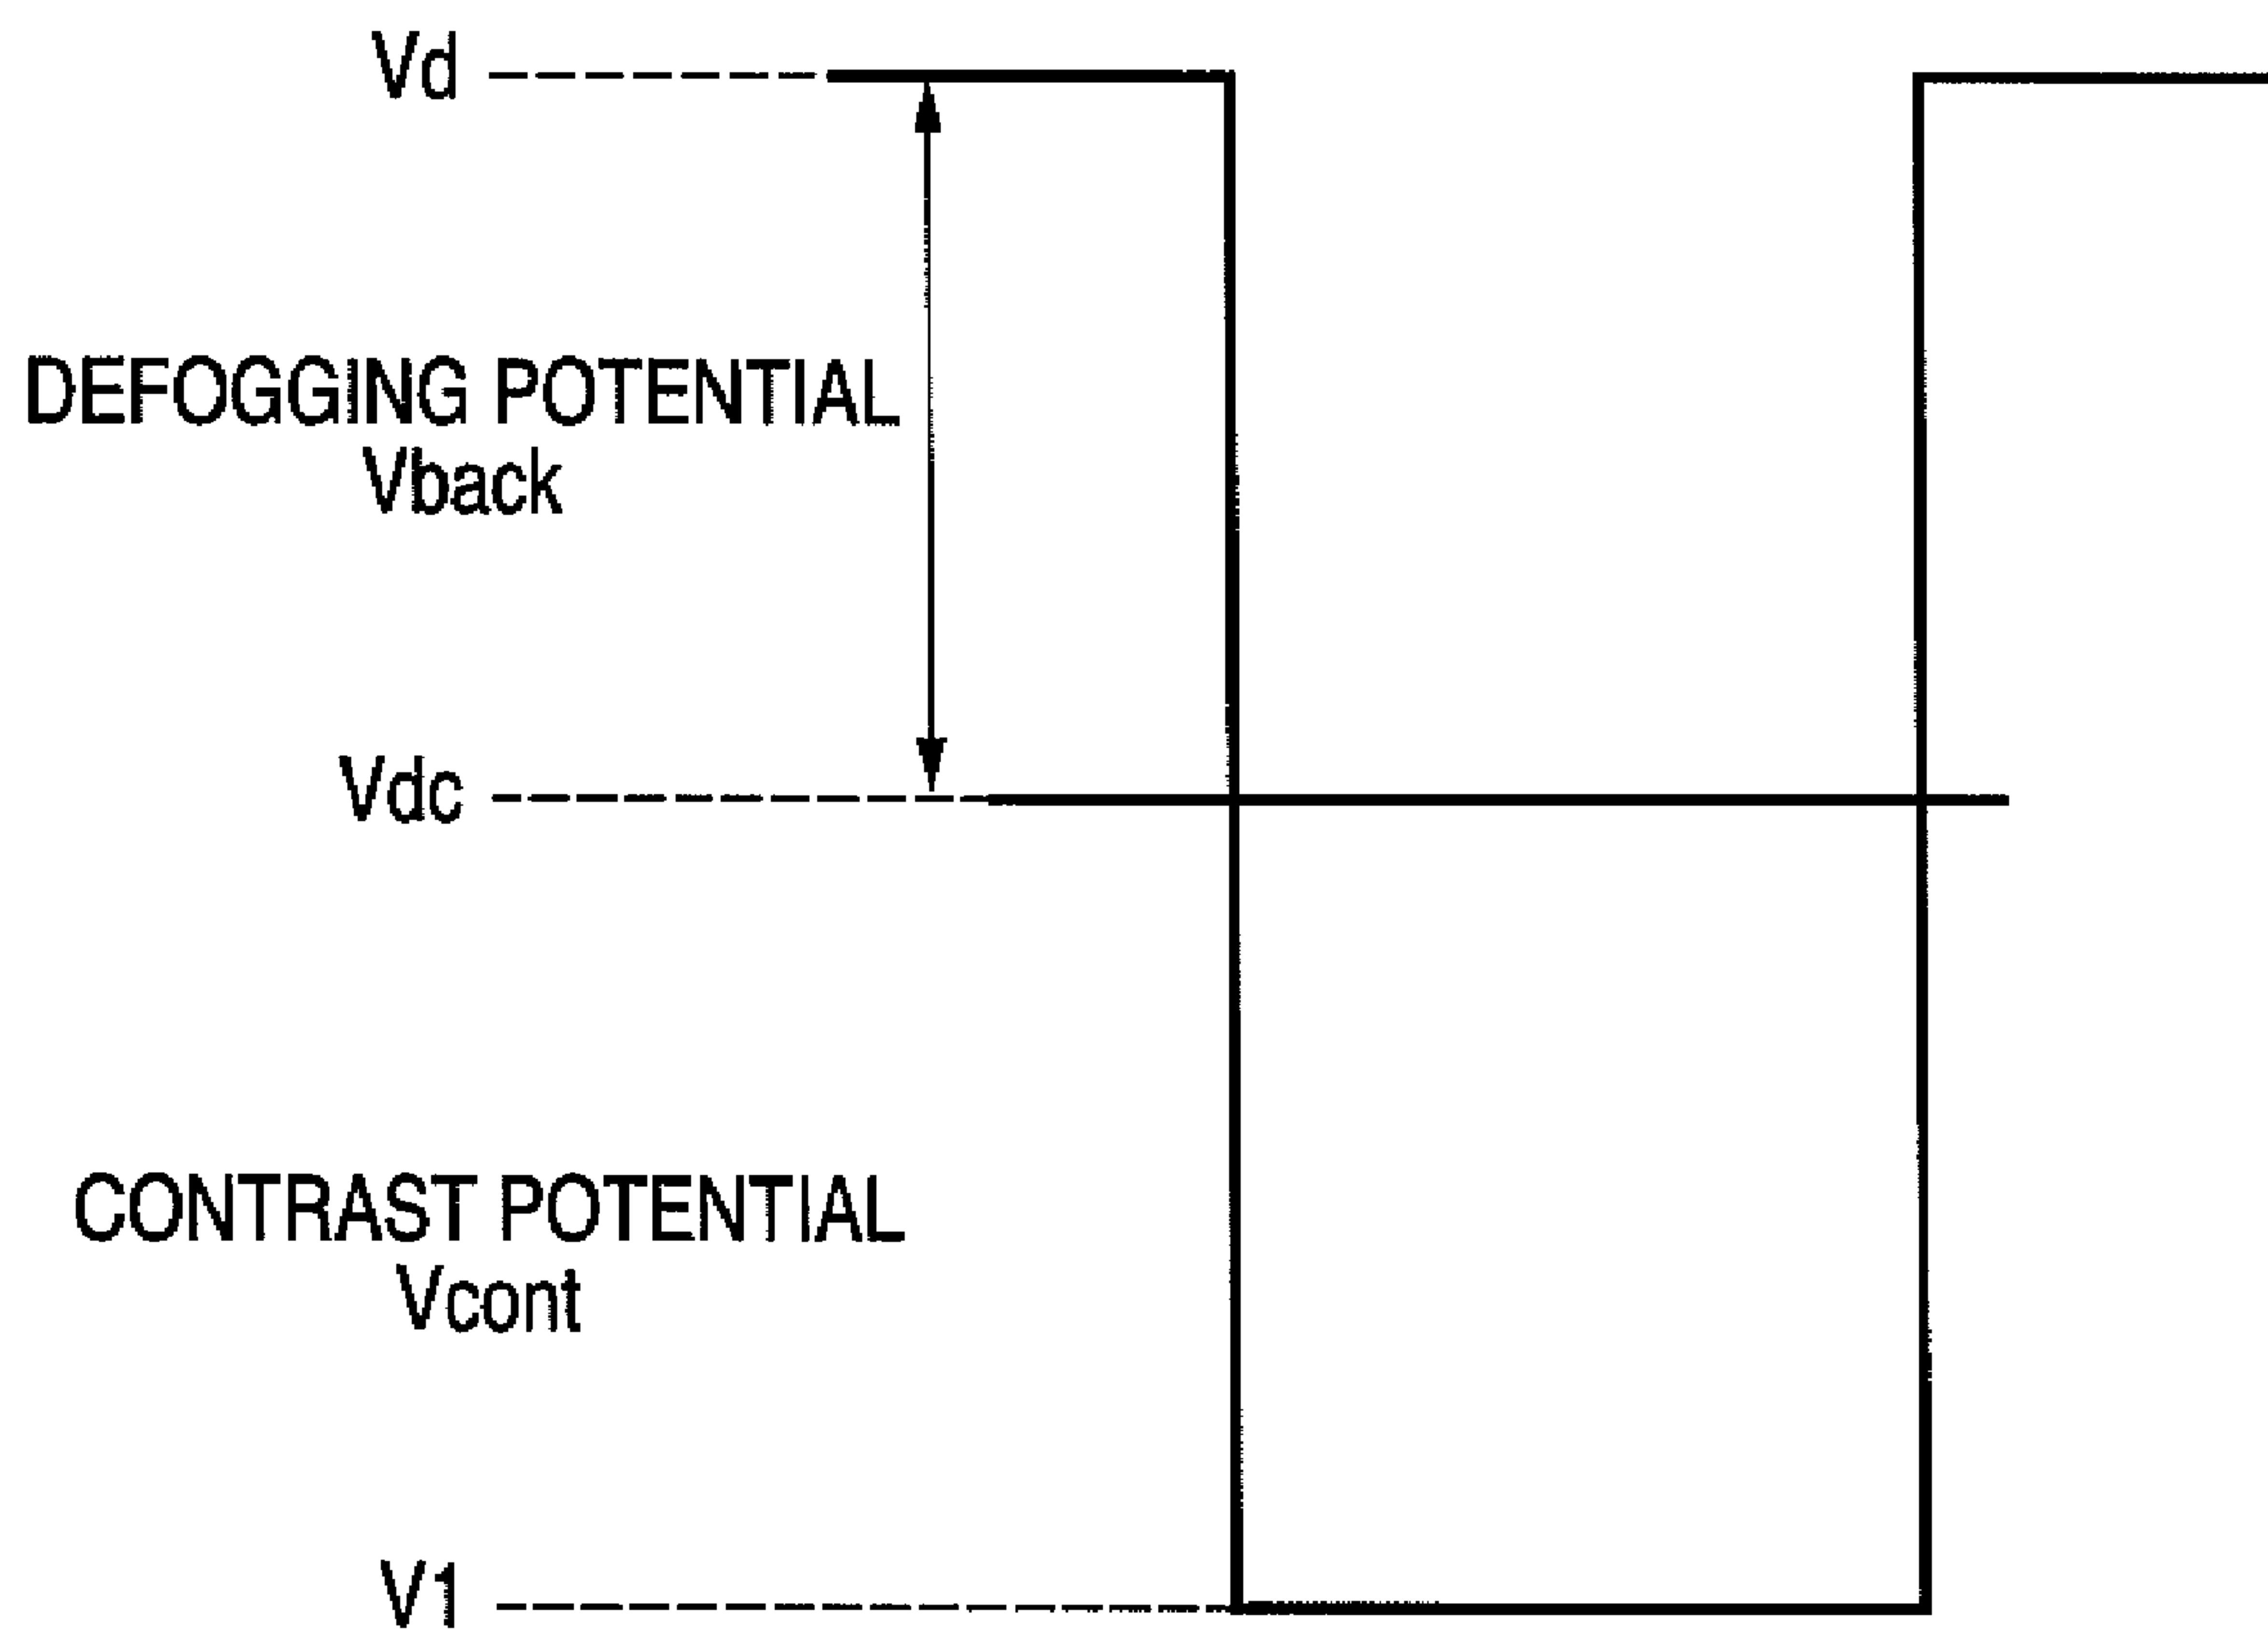 Vd
DEFOGGING POTENTIAL
Vback
Vdc
CONTRAST POTENTIAL
Vcont
V1